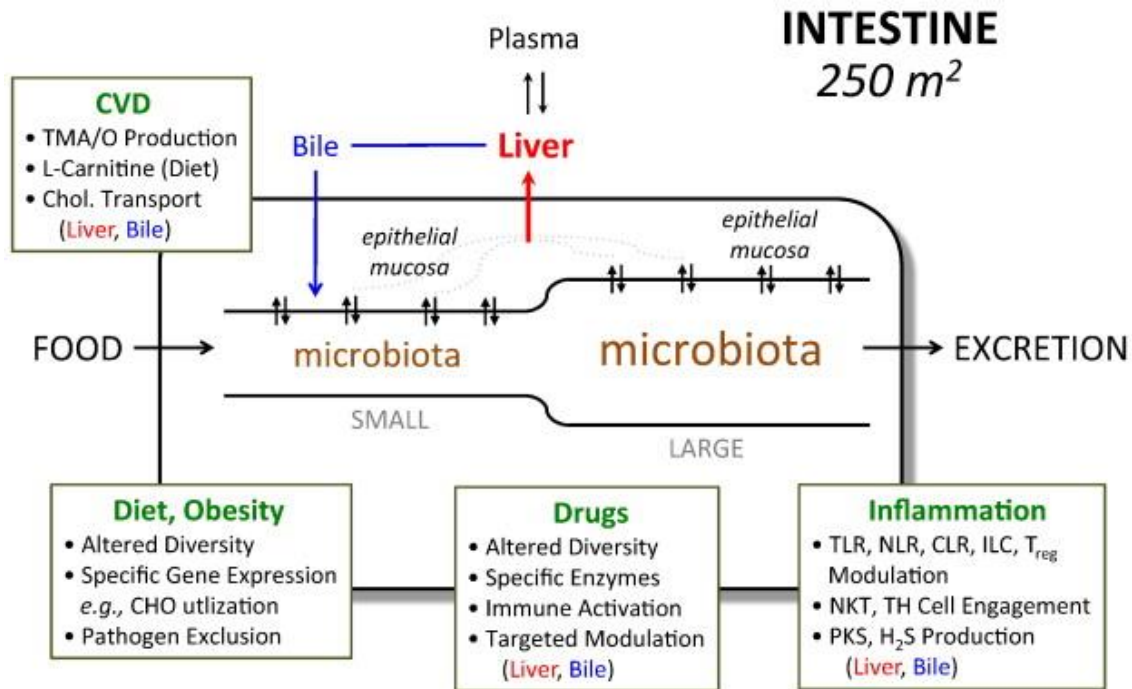 INTESTINE
250 m²
Plasma
Bile
Liver
CVD
• TMA/O Production
• L-Carnitine (Diet)
• Chol. Transport
(Liver, Bile)
epithelial
mucosa
epithelial
mucosa
FOOD
microbiota
microbiota
EXCRETION
SMALL
LARGE
Diet, Obesity
• Altered Diversity
• Specific Gene Expression
e.g., CHO utlization
• Pathogen Exclusion
Drugs
• Altered Diversity
• Specific Enzymes
• Immune Activation
• Targeted Modulation
(Liver, Bile)
Inflammation
• TLR, NLR, CLR, ILC, Treg
Modulation
• NKT, TH Cell Engagement
• PKS, H₂S Production
(Liver, Bile)